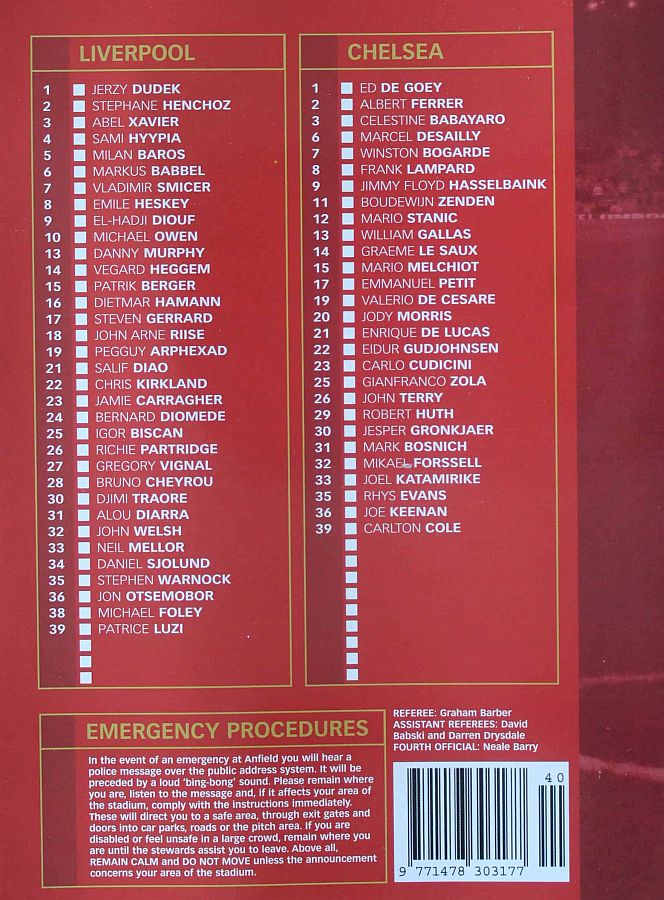 LIVERPOOL
1 JERZY DUDEK
2 STEPHANE HENCHOZ
3 ABEL XAVIER
4 SAMI HYYPIA
5 MILAN BAROS
6 MARKUS BABBEL
7 VLADIMIR SMICER
8 EMILE HESKEY
9 EL-HADJI DIOUF
10 MICHAEL OWEN
13 DANNY MURPHY
14 VEGARD HEGGEM
15 PATRIK BERGER
16 DIETMAR HAMANN
17 STEVEN GERRARD
18 JOHN ARNE RIISE
19 PEGGUY ARPHEXAD
21 SALIF DIAO
22 CHRIS KIRKLAND
23 JAMIE CARRAGHER
24 BERNARD DIOMEDE
25 IGOR BISCAN
26 RICHIE PARTRIDGE
27 GREGORY VIGNAL
28 BRUNO CHEYROU
30 DJIMI TRAORE
31 ALOU DIARRA
32 JOHN WELSH
33 NEIL MELLOR
34 DANIEL SJOLUND
35 STEPHEN WARNOCK
36 JON OTSEMOBOR
38 MICHAEL FOLEY
39 PATRICE LUZI
CHELSEA
1 ED DE GOEY
2 ALBERT FERRER
3 CELESTINE BABAYARO
6 MARCEL DESAILLY
7 WINSTON BOGARDE
8 FRANK LAMPARD
9 JIMMY FLOYD HASSELBAINK
11 BOUDEWIJN ZENDEN
12 MARIO STANIC
13 WILLIAM GALLAS
14 GRAEME LE SAUX
15 MARIO MELCHIOT
17 EMMANUEL PETIT
19 VALERIO DE CESARE
20 JODY MORRIS
21 ENRIQUE DE LUCAS
22 EIDUR GUDJOHNSEN
23 CARLO CUDICINI
25 GIANFRANCO ZOLA
26 JOHN TERRY
29 ROBERT HUTH
30 JESPER GRONKJAER
31 MARK BOSNICH
32 MIKAEL FORSSELL
33 JOEL KATAMIRIKE
35 RHYS EVANS
36 JOE KEENAN
39 CARLTON COLE
EMERGENCY PROCEDURES
In the event of an emergency at Anfield you will hear a
police message over the public address system. It will be
preceded by a loud 'bing-bong' sound. Please remain where
you are, listen to the message and, if it affects your area of
the stadium, comply with the instructions immediately.
These will direct you to a safe area, through exit gates and
doors into car parks, roads or the pitch area. If you are
disabled or feel unsafe in a large crowd, remain where you
are until the stewards assist you to leave. Above all,
REMAIN CALM and DO NOT MOVE unless the announcement
concerns your area of the stadium.
REFEREE: Graham Barber
ASSISTANT REFEREES: David
Babski and Darren Drysdale
FOURTH OFFICIAL: Neale Barry
40
9 771478 303177